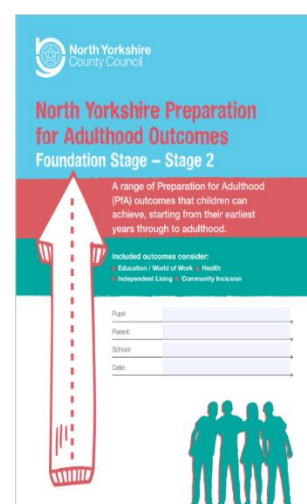 North Yorkshire
County Council
North Yorkshire Preparation
for Adulthood Outcomes
Foundation Stage – Stage 2
A range of Preparation for Adulthood
(PfA) outcomes that children can
achieve, starting from their earliest
years through to adulthood.
Included outcomes consider:
Education / World of Work Health
Independent Living Community Inclusion
Pupil:
Parent:
School:
Date: